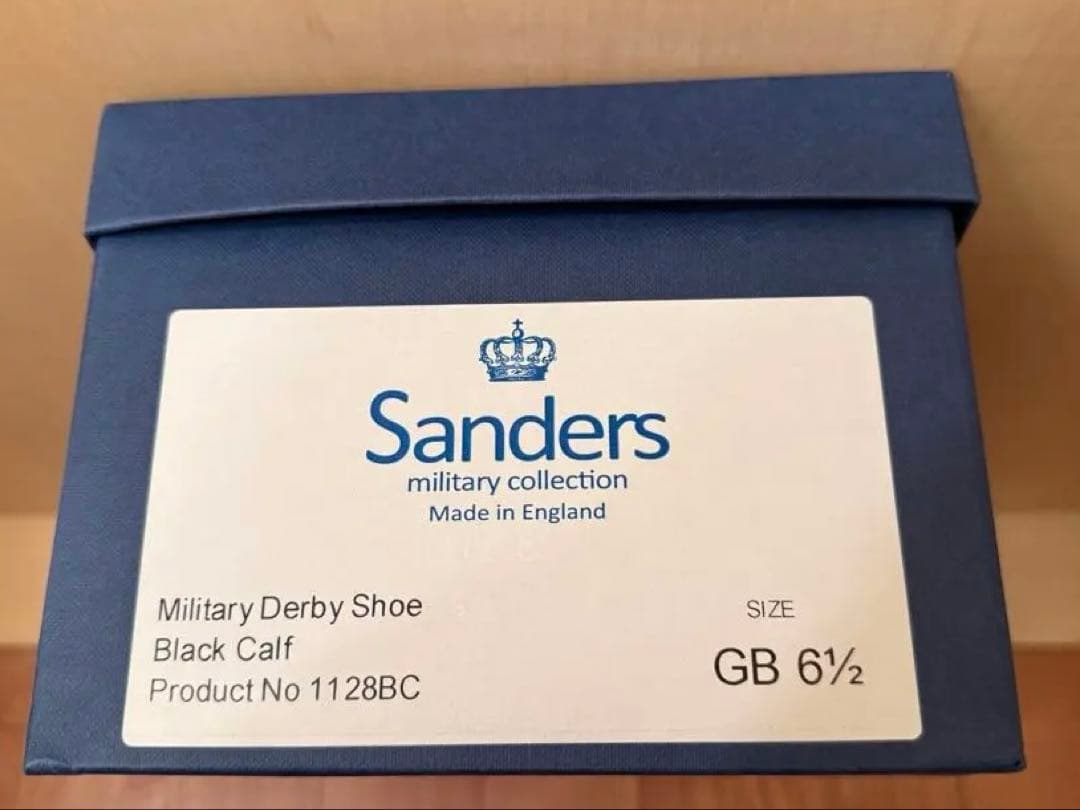 Sanders
military collection
Made in England
Military Derby Shoe
Black Calf
Product No 1128BC
SIZE
GB 6½